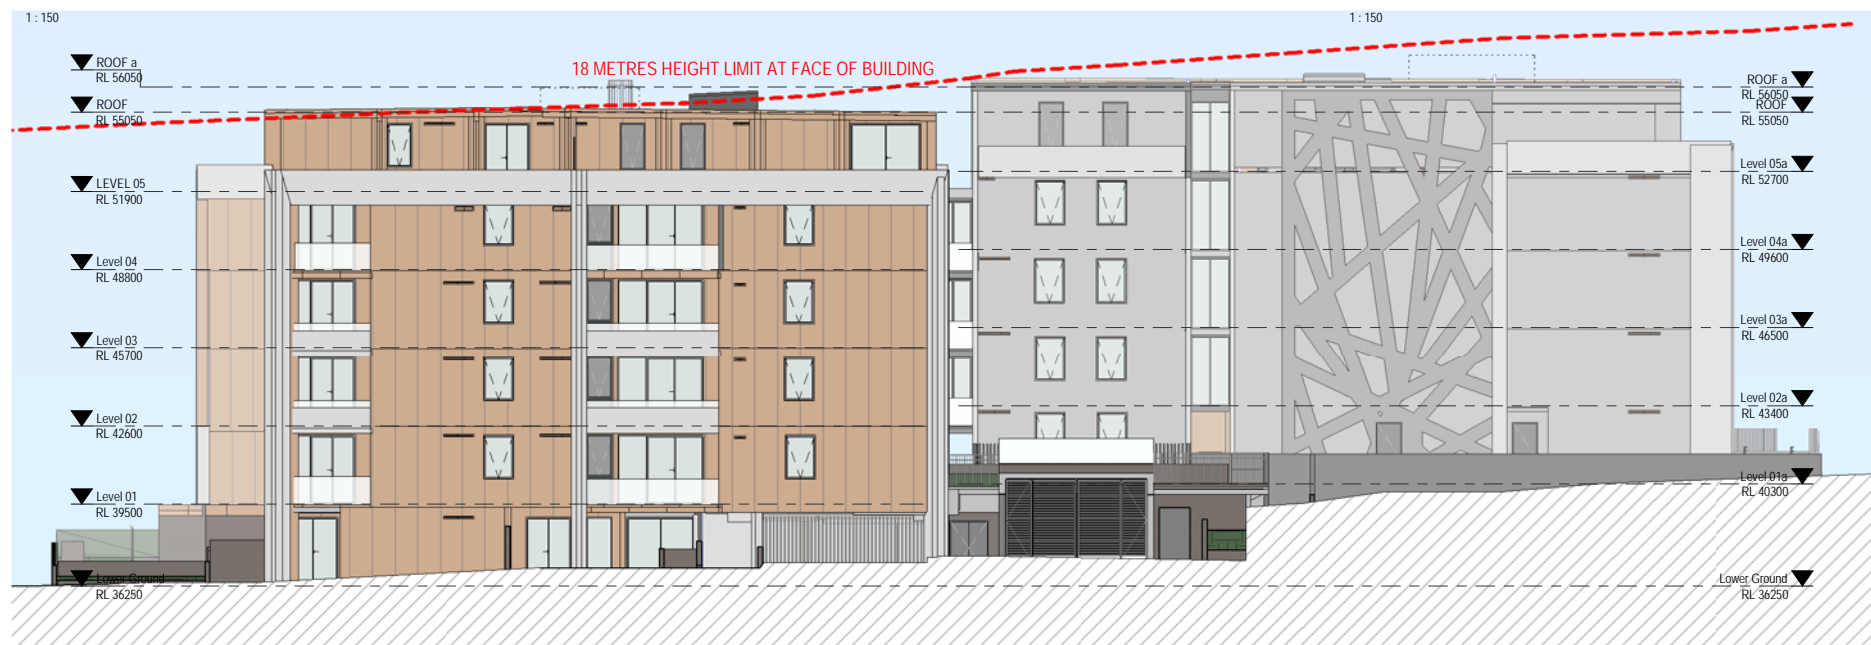 1 : 150
1 : 150
18 METRES HEIGHT LIMIT AT FACE OF BUILDING
ROOF a
RL 56050
ROOF
RL 55050
LEVEL 05
RL 51900
Level 04
RL 48800
Level 03
RL 45700
Level 02
RL 42600
Level 01
RL 39500
Lower Ground
RL 36250
ROOF a
RL 56050
ROOF
RL 55050
Level 05a
RL 52700
Level 04a
RL 49600
Level 03a
RL 46500
Level 02a
RL 43400
Level 01a
RL 40300
Lower Ground
RL 36250